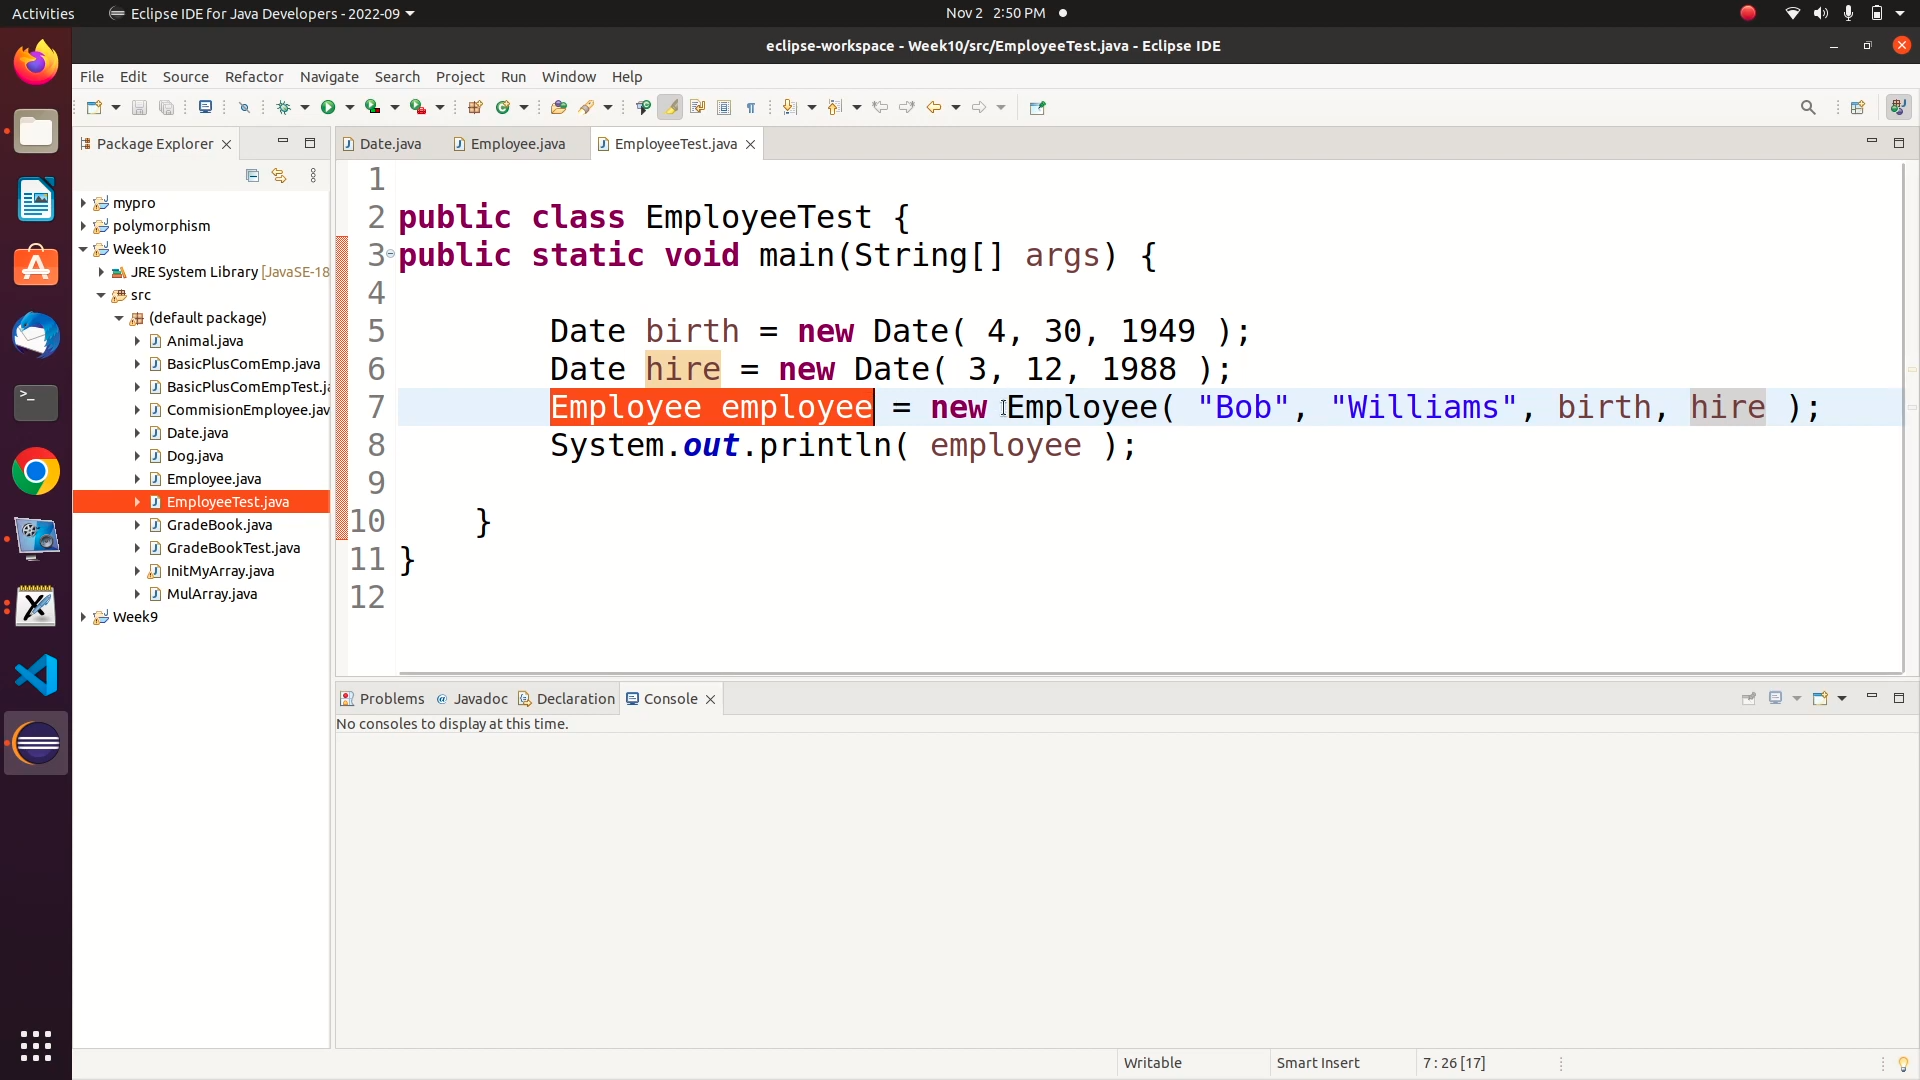 Activities
Eclipse IDE for Java Developers - 2022-09
Nov 2 2:50 PM
eclipse-workspace - Week10/src/EmployeeTest.java - Eclipse IDE
File Edit Source Refactor Navigate Search Project Run Window Help
Package Explorer
mypro
polymorphism
Week10
JRE System Library [JavaSE-18
src
(default package)
Animal.java
BasicPlusComEmp.java
BasicPlusComEmpTest.ja
CommisionEmployee.jav
Date.java
Dog.java
Employee.java
EmployeeTest.java
GradeBook.java
GradeBookTest.java
InitMyArray.java
MulArray.java
Week9
Date.java Employee.java EmployeeTest.java
1
2 public class EmployeeTest {
3 public static void main(String[] args) {
4
5 Date birth = new Date( 4, 30, 1949 );
6 Date hire = new Date( 3, 12, 1988 );
7 Employee employee = new Employee( "Bob", "Williams", birth, hire );
8 System.out.println( employee );
9
10 }
11 }
12
Problems @ Javadoc Declaration Console
No consoles to display at this time.
Writable Smart Insert 7 : 26 [17]